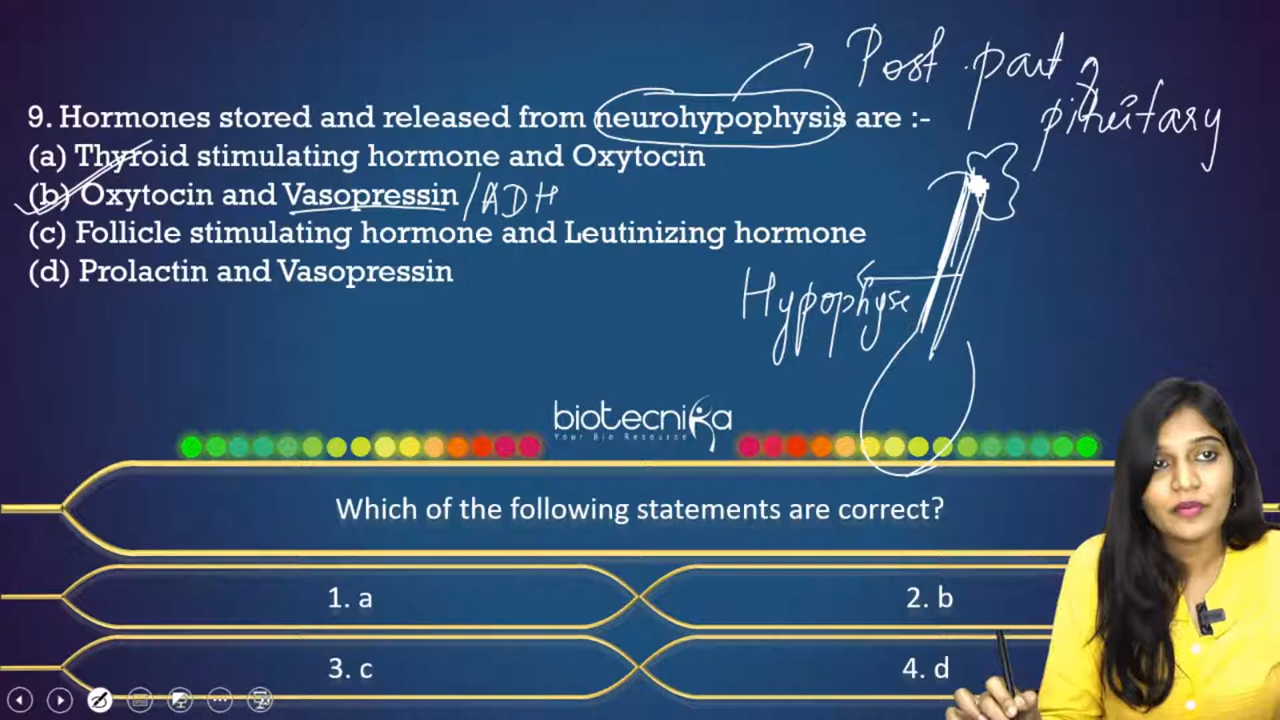 Post part of
pituitary
9. Hormones stored and released from neurohypophysis are :-
(a) Thyroid stimulating hormone and Oxytocin
(b) Oxytocin and Vasopressin /ADH
(c) Follicle stimulating hormone and Leutinizing hormone
(d) Prolactin and Vasopressin
Hypophyse
biotecnika
Your Bio Resource
Which of the following statements are correct?
1. a
2. b
3. c
4. d